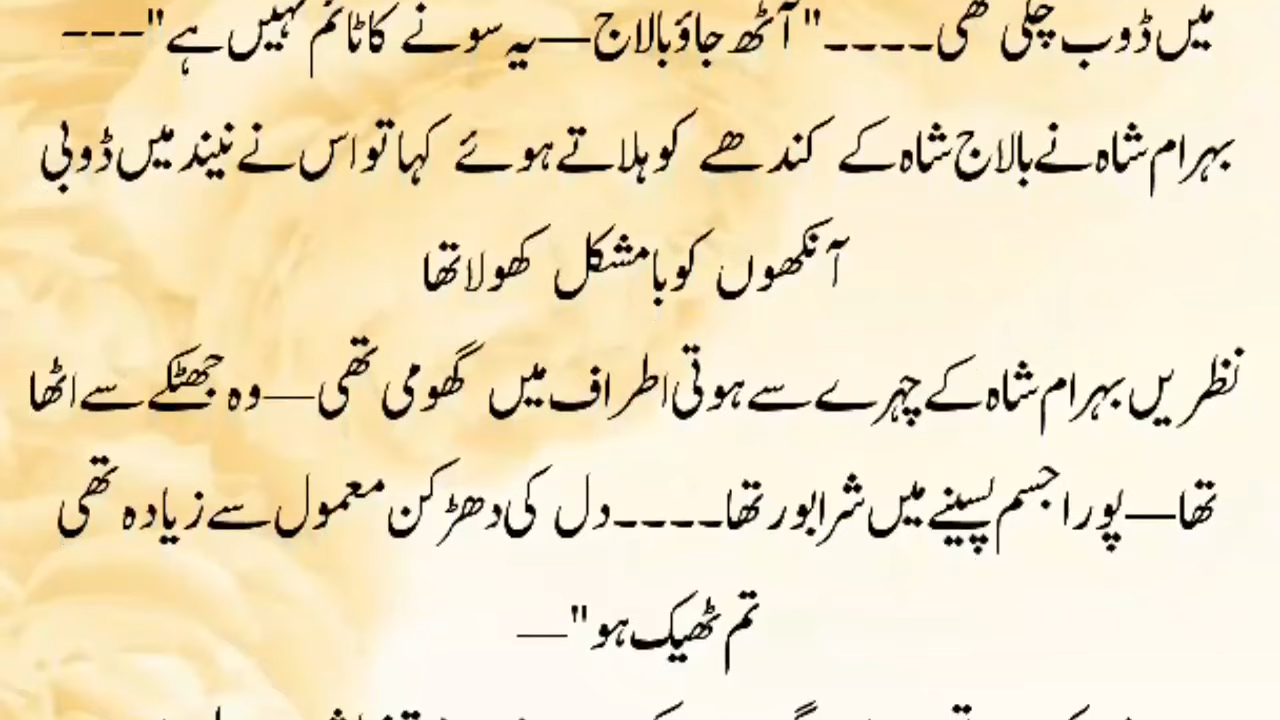 میں ڈوب چلی تھی۔۔۔۔"اُٹھ جاؤ بالاج—یہ سونے کا ٹائم نہیں ہے"---
بہرام شاہ نے بالاج شاہ کے کندھے کو ہلاتے ہوئے کہا تو اس نے نیند میں ڈوبی
آنکھوں کو بامشکل کھولا تھا
نظریں بہرام شاہ کے چہرے سے ہوتی اطراف میں گھومی تھی—وہ جھٹکے سے اٹھا
تھا—پورا جسم پسینے میں شرابور تھا۔۔۔۔دل کی دھڑکن معمول سے زیادہ تھی
تم ٹھیک ہو"—